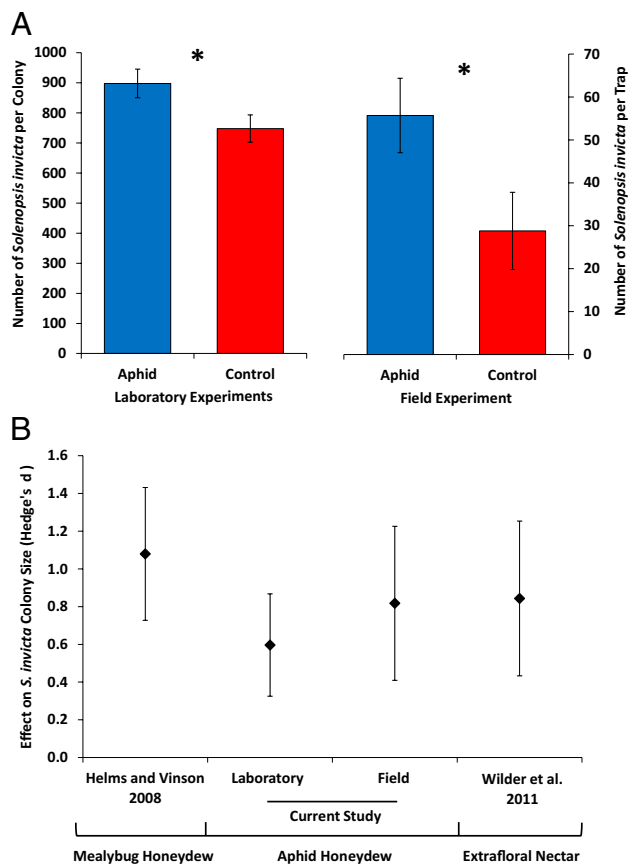 A
Number of Solenopsis invicta per Colony
1000
900
800
700
600
500
400
300
200
100
0
*
Aphid
Control
Laboratory Experiments
*
Aphid
Control
Field Experiment
70
60
50
40
30
20
10
0
Number of Solenopsis invicta per Trap
B
Effect on S. invicta Colony Size (Hedge's d )
1.6
1.4
1.2
1.0
0.8
0.6
0.4
0.2
0.0
Helms and Vinson
2008
Laboratory
Field
Wilder et al.
2011
Current Study
Mealybug Honeydew
Aphid Honeydew
Extrafloral Nectar